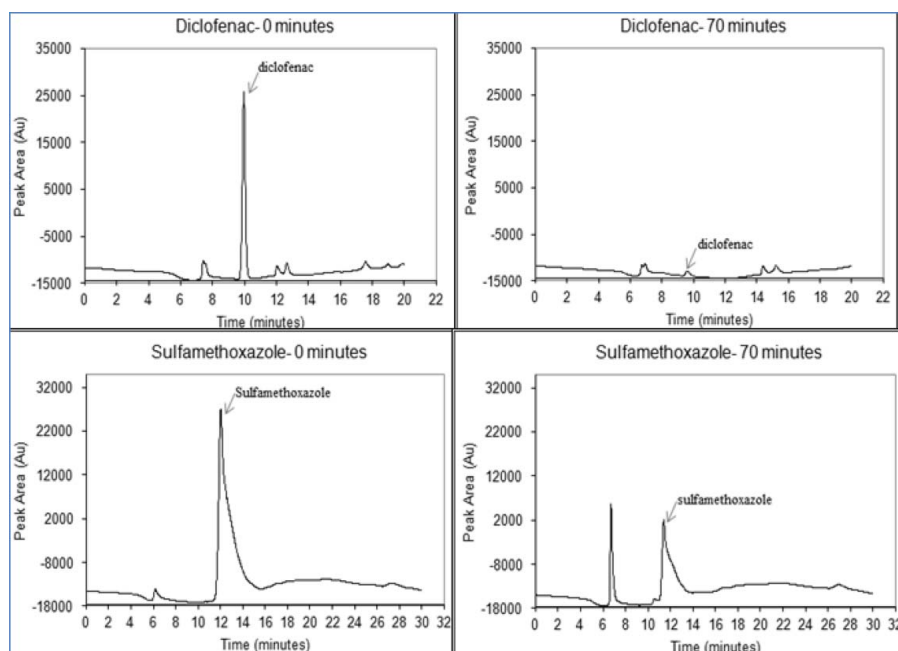 Diclofenac- 0 minutes
35000
25000
15000
5000
-5000
-15000
Peak Area (Au)
diclofenac
0 2 4 6 8 10 12 14 16 18 20 22
Time (minutes)
Diclofenac- 70 minutes
35000
25000
15000
5000
-5000
-15000
Peak Area (Au)
diclofenac
0 2 4 6 8 10 12 14 16 18 20 22
Time (minutes)
Sulfamethoxazole- 0 minutes
32000
22000
12000
2000
-8000
-18000
Peak Area (Au)
Sulfamethoxazole
0 2 4 6 8 10 12 14 16 18 20 22 24 26 28 30 32
Time (minutes)
Sulfamethoxazole- 70 minutes
32000
22000
12000
2000
-8000
-18000
Peak Area (Au)
sulfamethoxazole
0 2 4 6 8 10 12 14 16 18 20 22 24 26 28 30 32
Time (minutes)